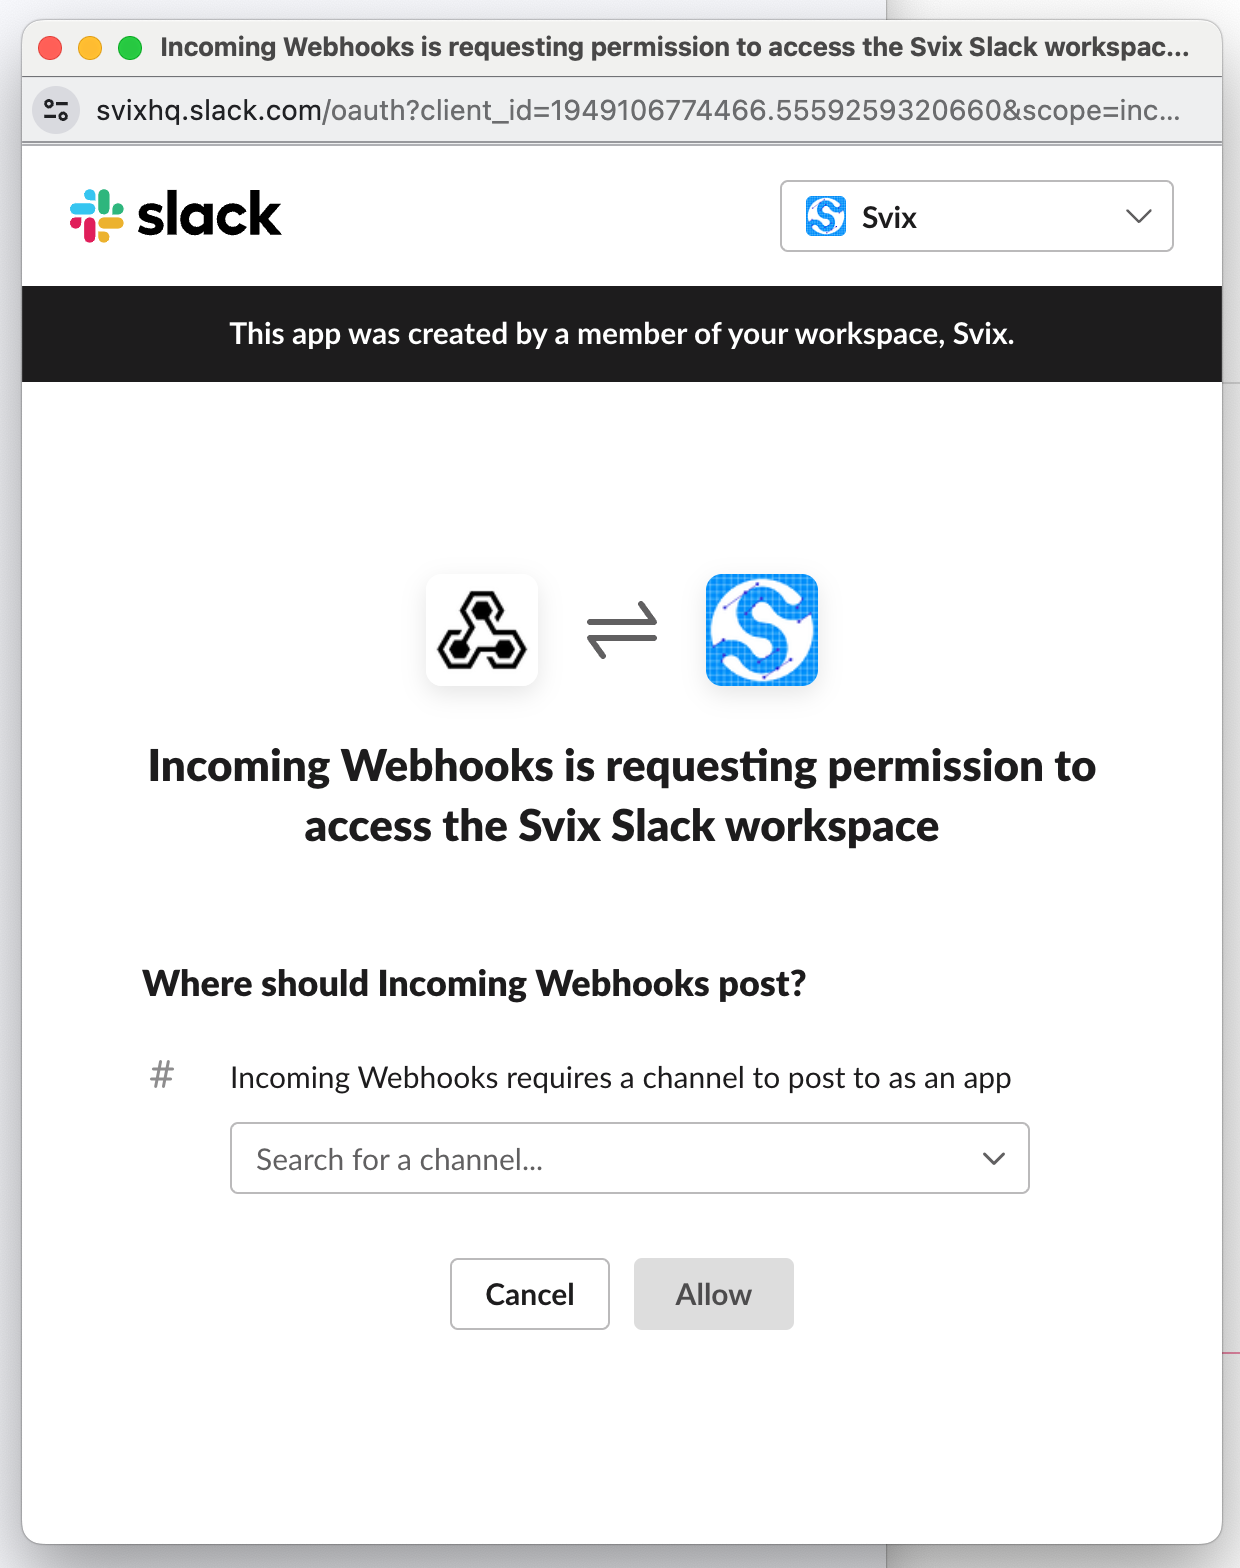 Incoming Webhooks is requesting permission to access the Svix Slack workspac...
svixhq.slack.com/oauth?client_id=1949106774466.5559259320660&scope=inc...
slack
Svix
This app was created by a member of your workspace, Svix.
Incoming Webhooks is requesting permission to
access the Svix Slack workspace
Where should Incoming Webhooks post?
# Incoming Webhooks requires a channel to post to as an app
Search for a channel...
Cancel
Allow